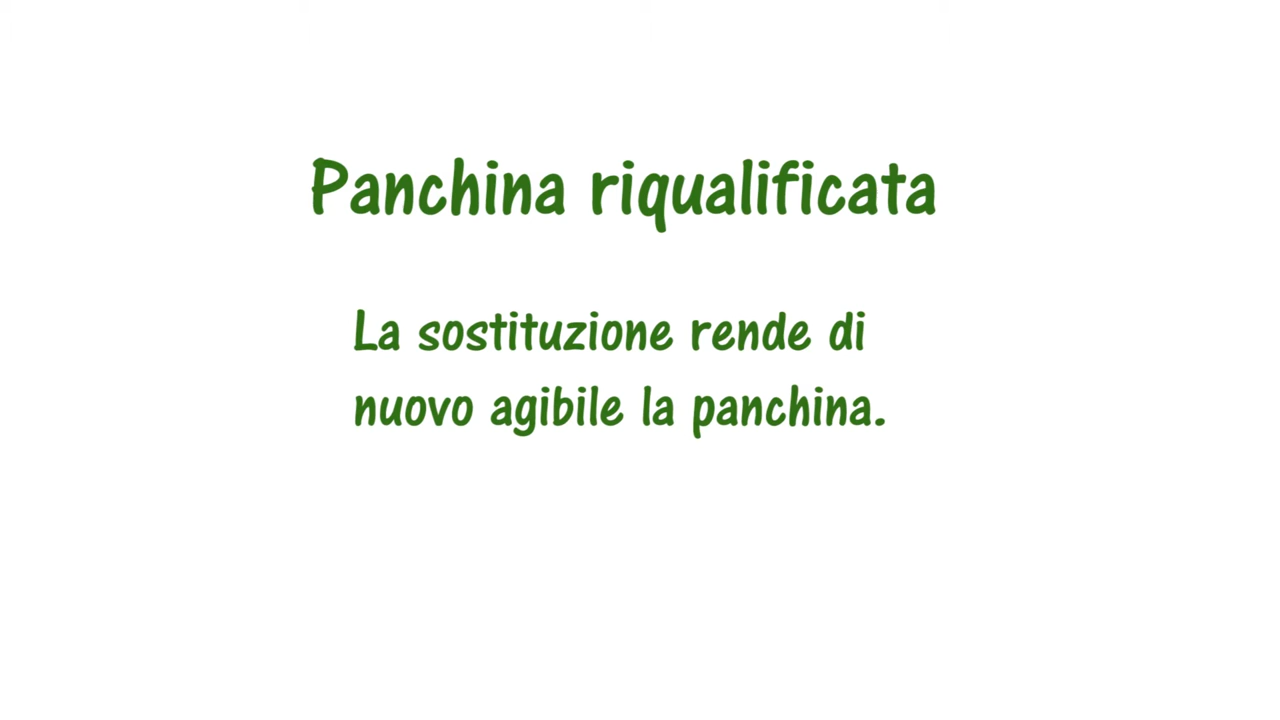 Panchina riqualificata
La sostituzione rende di
nuovo agibile la panchina.